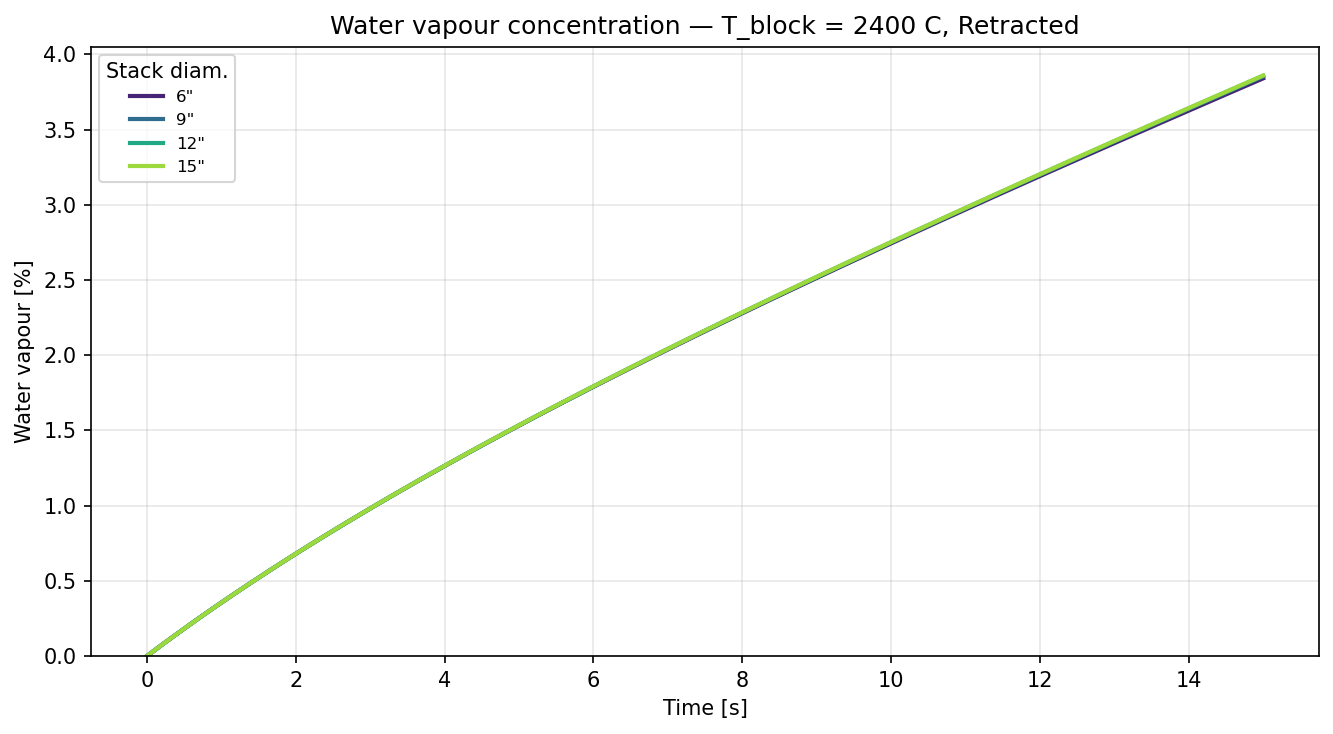 Water vapour concentration — T_block = 2400 C, Retracted
Water vapour [%]
4.0
3.5
3.0
2.5
2.0
1.5
1.0
0.5
0.0
Stack diam.
6"
9"
12"
15"
0 2 4 6 8 10 12 14
Time [s]